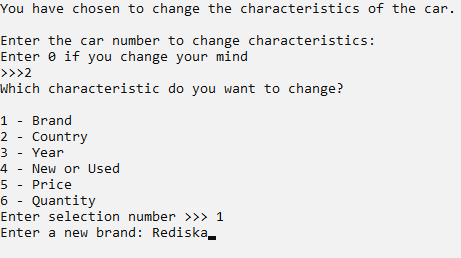 You have chosen to change the characteristics of the car.
Enter the car number to change characteristics:
Enter 0 if you change your mind
>>>2
Which characteristic do you want to change?
1 - Brand
2 - Country
3 - Year
4 - New or Used
5 - Price
6 - Quantity
Enter selection number >>> 1
Enter a new brand: Rediska